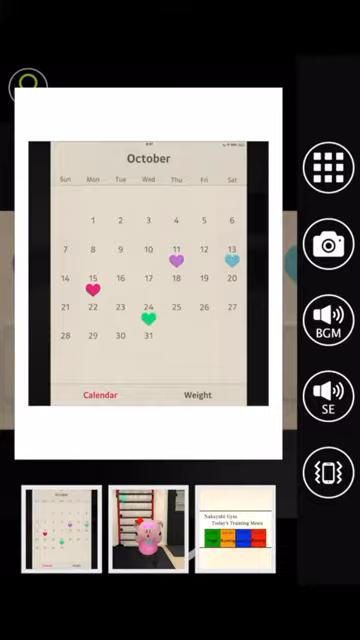 October
Sun Mon Tue Wed Thu Fri Sat
1 2 3 4 5 6
7 8 9 10 11 12 13
14 15 16 17 18 19 20
21 22 23 24 25 26 27
28 29 30 31
Calendar Weight
BGM
SE
October
Nakayubi Gym
Today's Training Menu